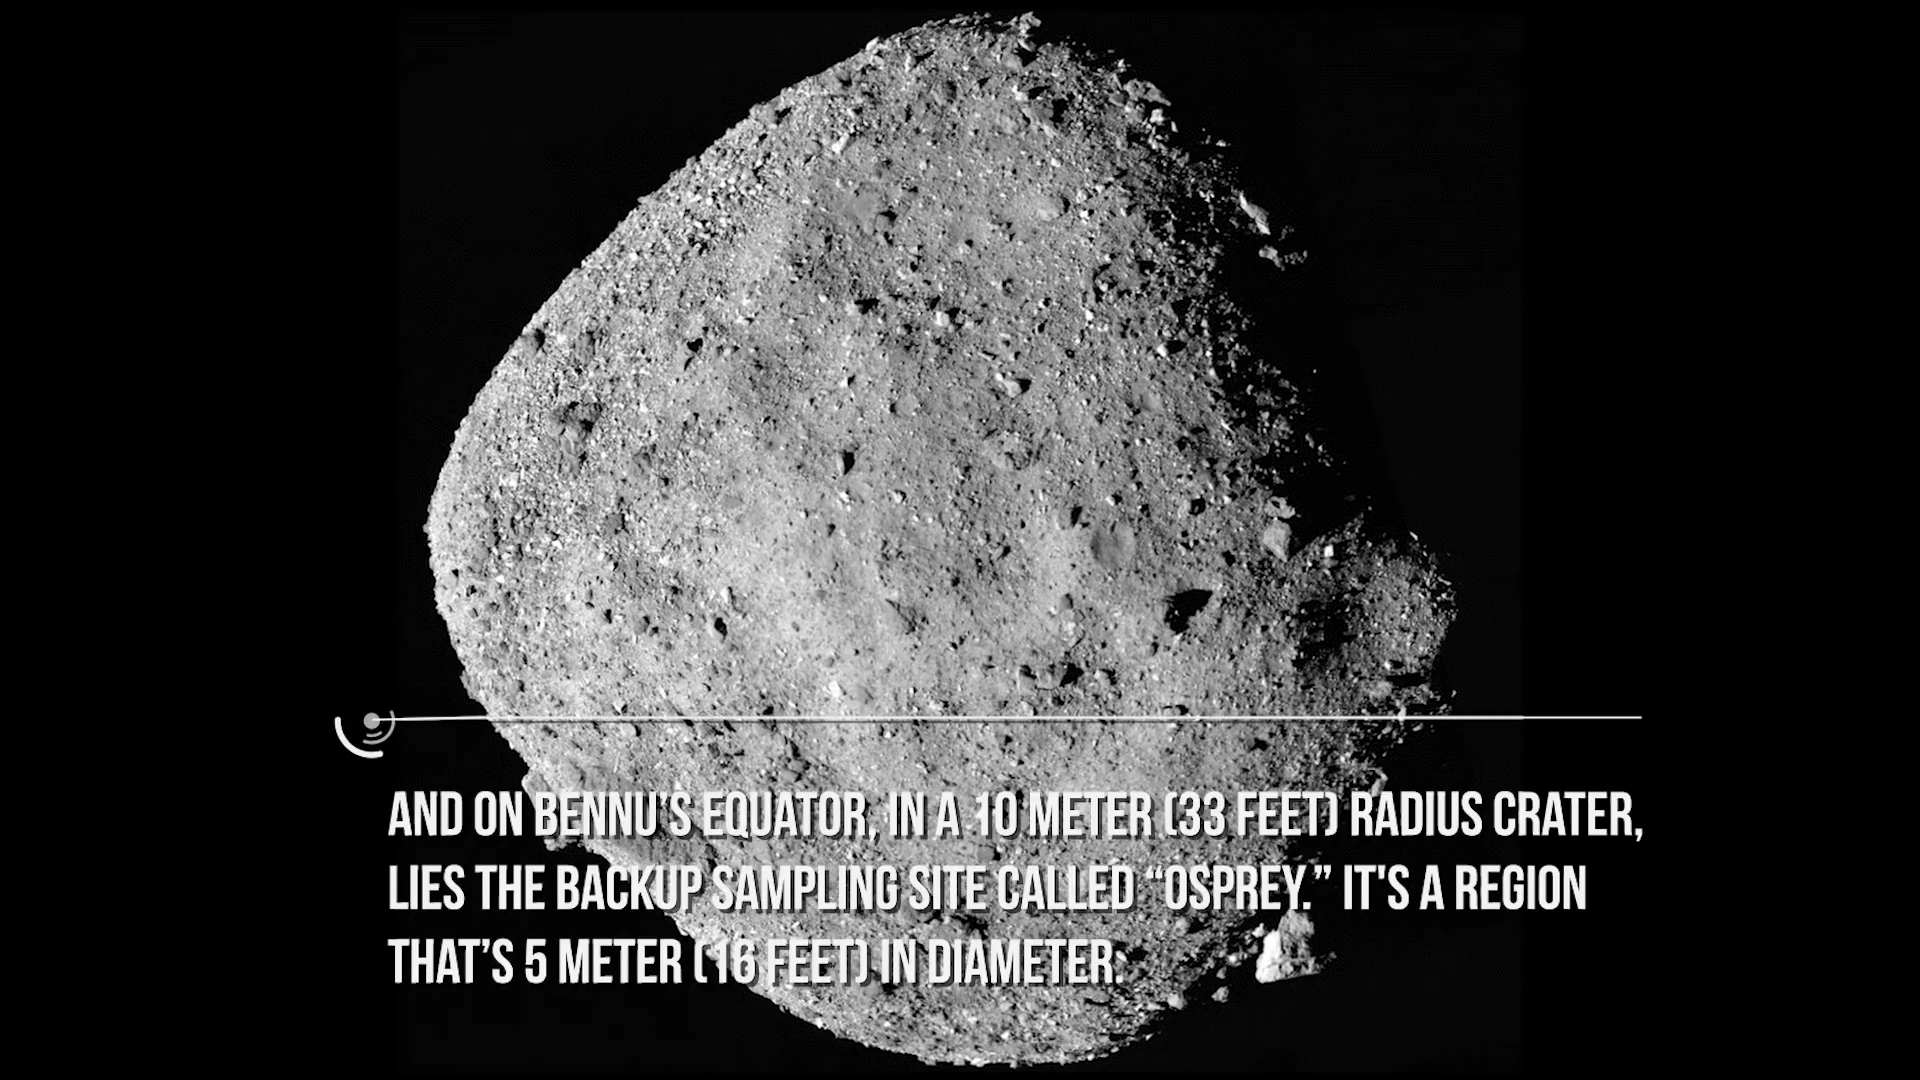 AND ON BENNU’S EQUATOR, IN A 10 METER (33 FEET) RADIUS CRATER,
LIES THE BACKUP SAMPLING SITE CALLED “OSPREY.” IT'S A REGION
THAT’S 5 METER (16 FEET) IN DIAMETER.